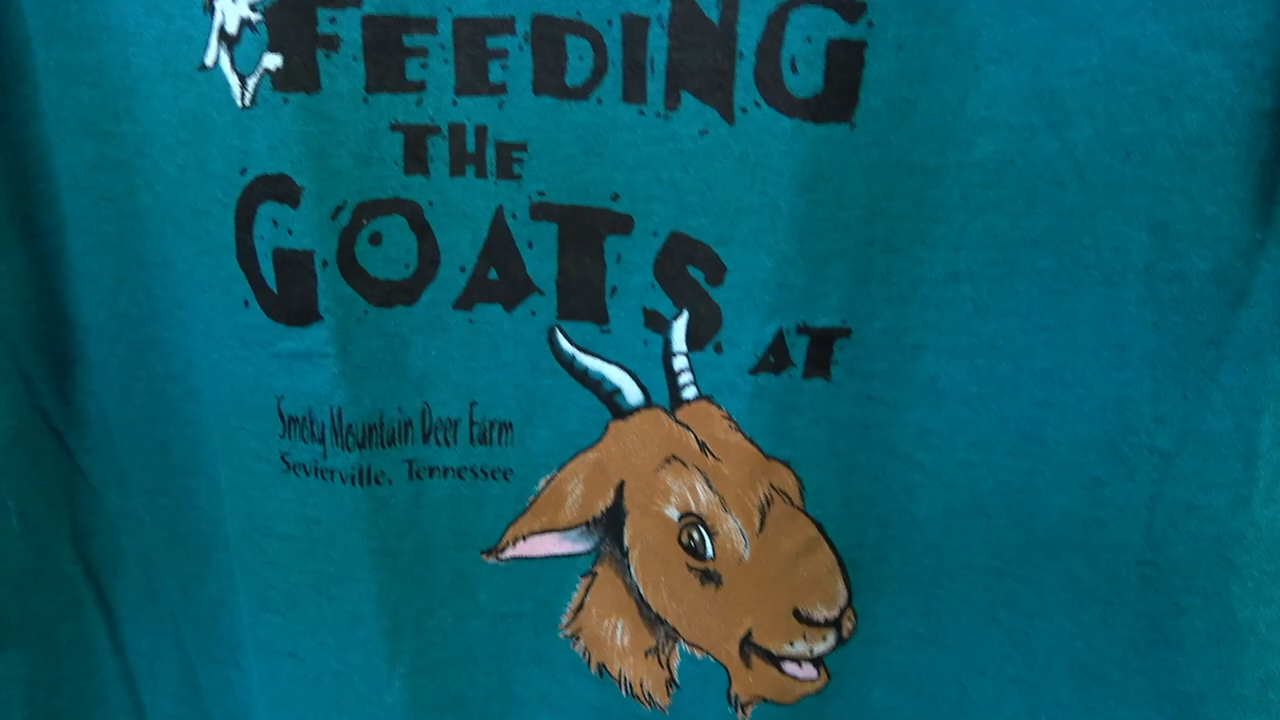 FEEDING
THE
GOATS
AT
Smoky Mountain Deer Farm
Sevierville, Tennessee